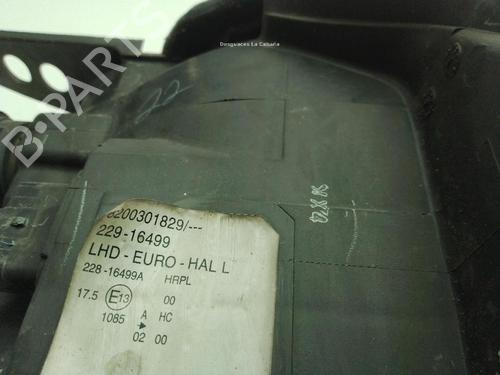 Desguaces La Cabaña
B-PARTS
22
8200301829/---
229-16499
LHD - EURO - HAL L
228-16499A HRPL
17.5 E13 00
1085 A HC
02 00